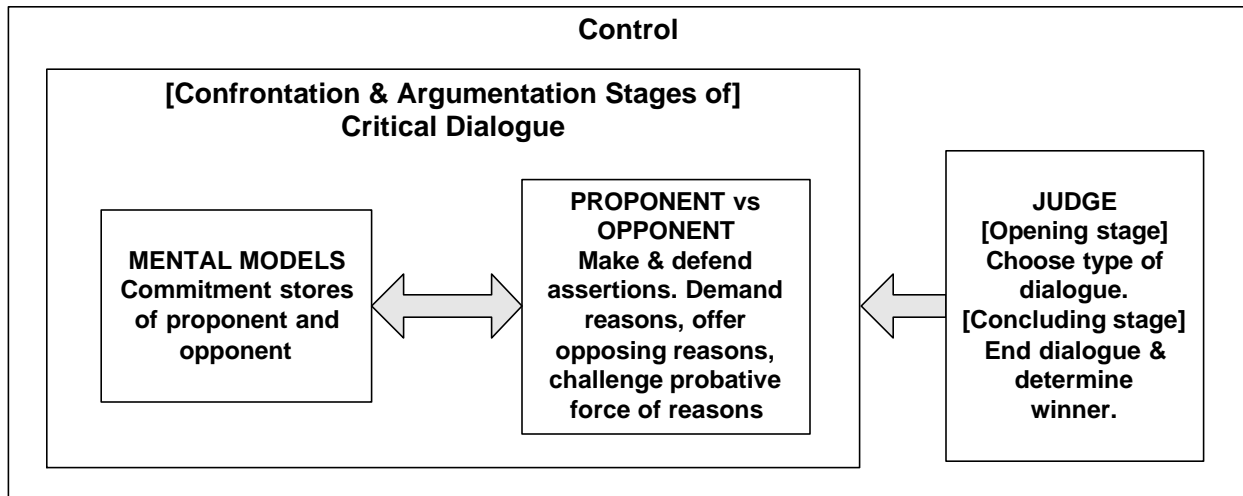 Control
[Confrontation & Argumentation Stages of]
Critical Dialogue
MENTAL MODELS
Commitment stores
of proponent and
opponent
PROPONENT vs
OPPONENT
Make & defend
assertions. Demand
reasons, offer
opposing reasons,
challenge probative
force of reasons
JUDGE
[Opening stage]
Choose type of
dialogue.
[Concluding stage]
End dialogue &
determine
winner.